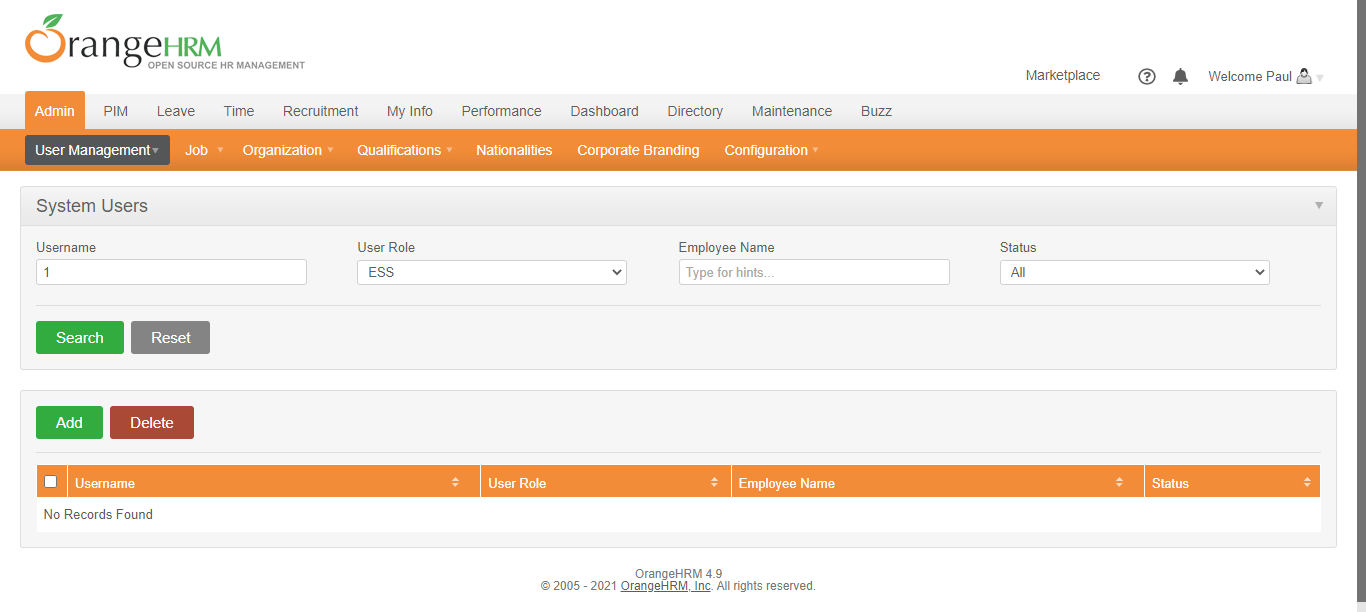 OrangeHRM
OPEN SOURCE HR MANAGEMENT
Marketplace ? Welcome Paul
Admin PIM Leave Time Recruitment My Info Performance Dashboard Directory Maintenance Buzz
User Management Job Organization Qualifications Nationalities Corporate Branding Configuration
System Users
Username User Role Employee Name Status
1 ESS Type for hints... All
Search Reset
Add Delete
Username User Role Employee Name Status
No Records Found
OrangeHRM 4.9
© 2005 - 2021 OrangeHRM, Inc. All rights reserved.